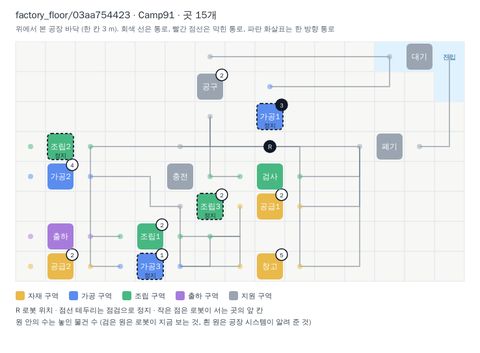 factory_floor/03aa754423 · Camp91 · 곳 15개
위에서 본 공장 바닥 (한 칸 3 m). 회색 선은 통로, 빨간 점선은 막힌 통로, 파란 화살표는 한 방향 통로
대기
진입
공구
2
가공1
정지
3
조립2
정지
R
폐기
가공2
4
충전
검사
조립3
정지
2
공급1
2
출하
조립1
2
공급2
2
가공3
정지
1
창고
5
자재 구역
가공 구역
조립 구역
출하 구역
지원 구역
R 로봇 위치 · 점선 테두리는 점검으로 정지 · 작은 점은 로봇이 서는 곳의 앞 칸
원 안의 수는 놓인 물건 수 (검은 원은 로봇이 지금 보는 것, 흰 원은 공장 시스템이 알려 준 것)